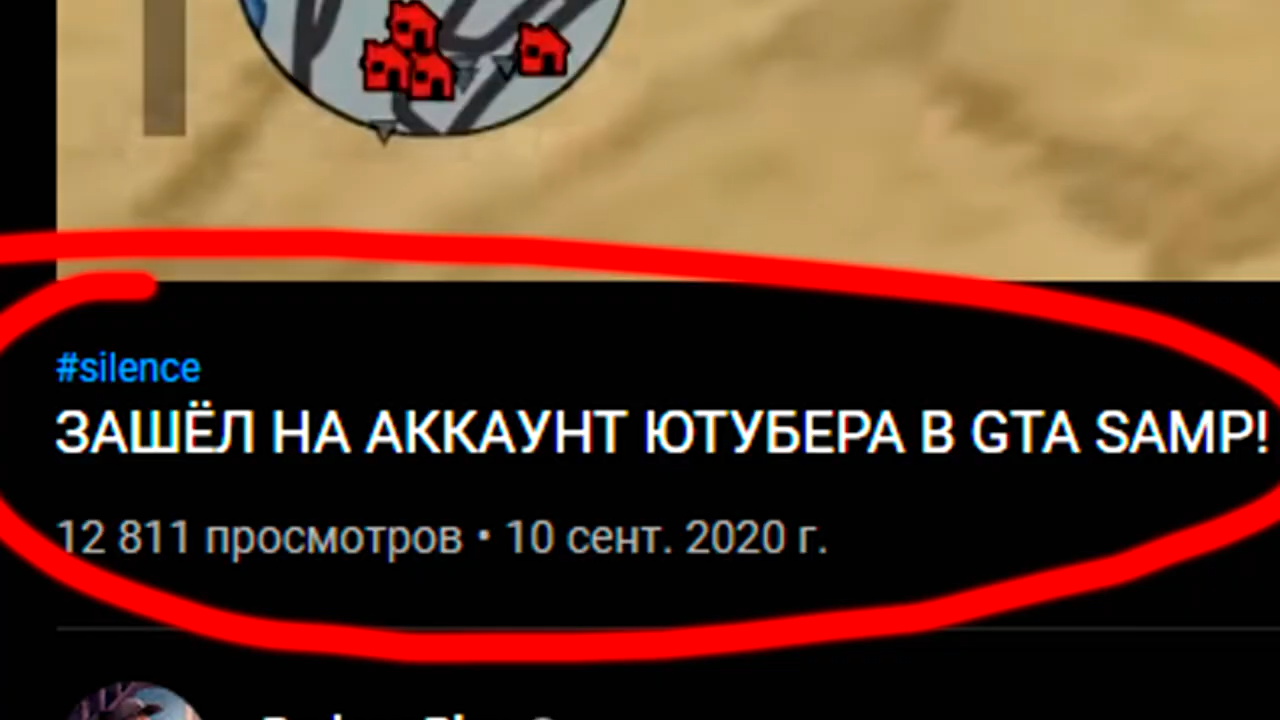 #silence
ЗАШЁЛ НА АККАУНТ ЮТУБЕРА В GTA SAMP!
12 811 просмотров • 10 сент. 2020 г.